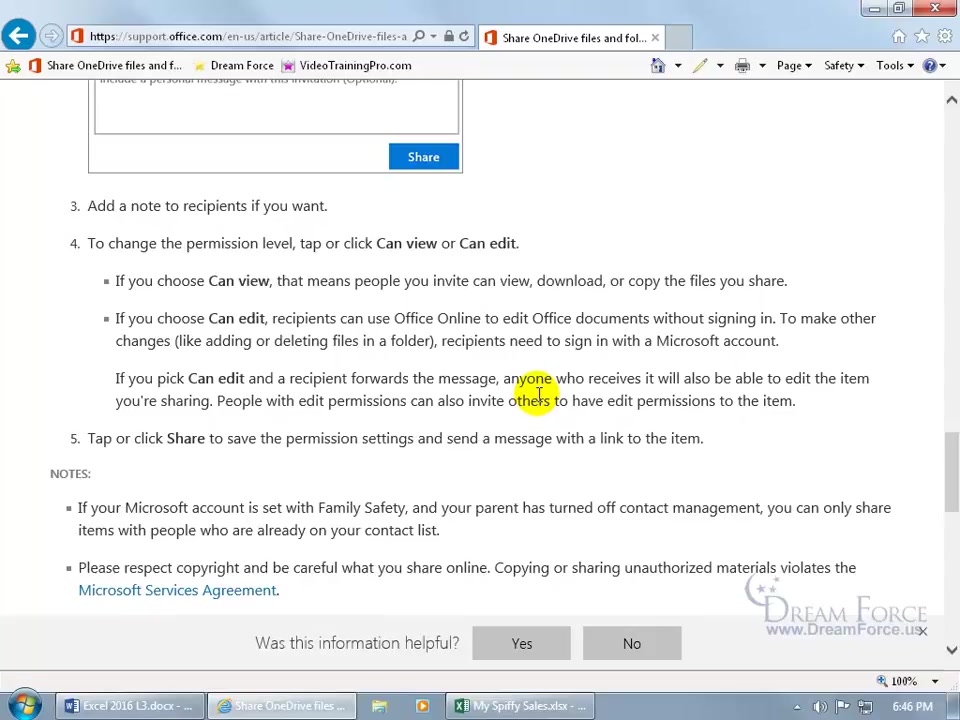 https://support.office.com/en-us/article/Share-OneDrive-files-a
Share OneDrive files and fol...
Share OneDrive files and f...
Dream Force
VideoTrainingPro.com
Page
Safety
Tools
include a personal message with this invitation (Optional).
Share
3. Add a note to recipients if you want.
4. To change the permission level, tap or click Can view or Can edit.
If you choose Can view, that means people you invite can view, download, or copy the files you share.
If you choose Can edit, recipients can use Office Online to edit Office documents without signing in. To make other
changes (like adding or deleting files in a folder), recipients need to sign in with a Microsoft account.
If you pick Can edit and a recipient forwards the message, anyone who receives it will also be able to edit the item
you're sharing. People with edit permissions can also invite others to have edit permissions to the item.
5. Tap or click Share to save the permission settings and send a message with a link to the item.
NOTES:
If your Microsoft account is set with Family Safety, and your parent has turned off contact management, you can only share
items with people who are already on your contact list.
Please respect copyright and be careful what you share online. Copying or sharing unauthorized materials violates the
Microsoft Services Agreement.
DREAM FORCE
www.DreamForce.us
Was this information helpful?
Yes
No
100%
Excel 2016 L3.docx - ...
Share OneDrive files ...
My Spiffy Sales.xlsx - ...
6:46 PM